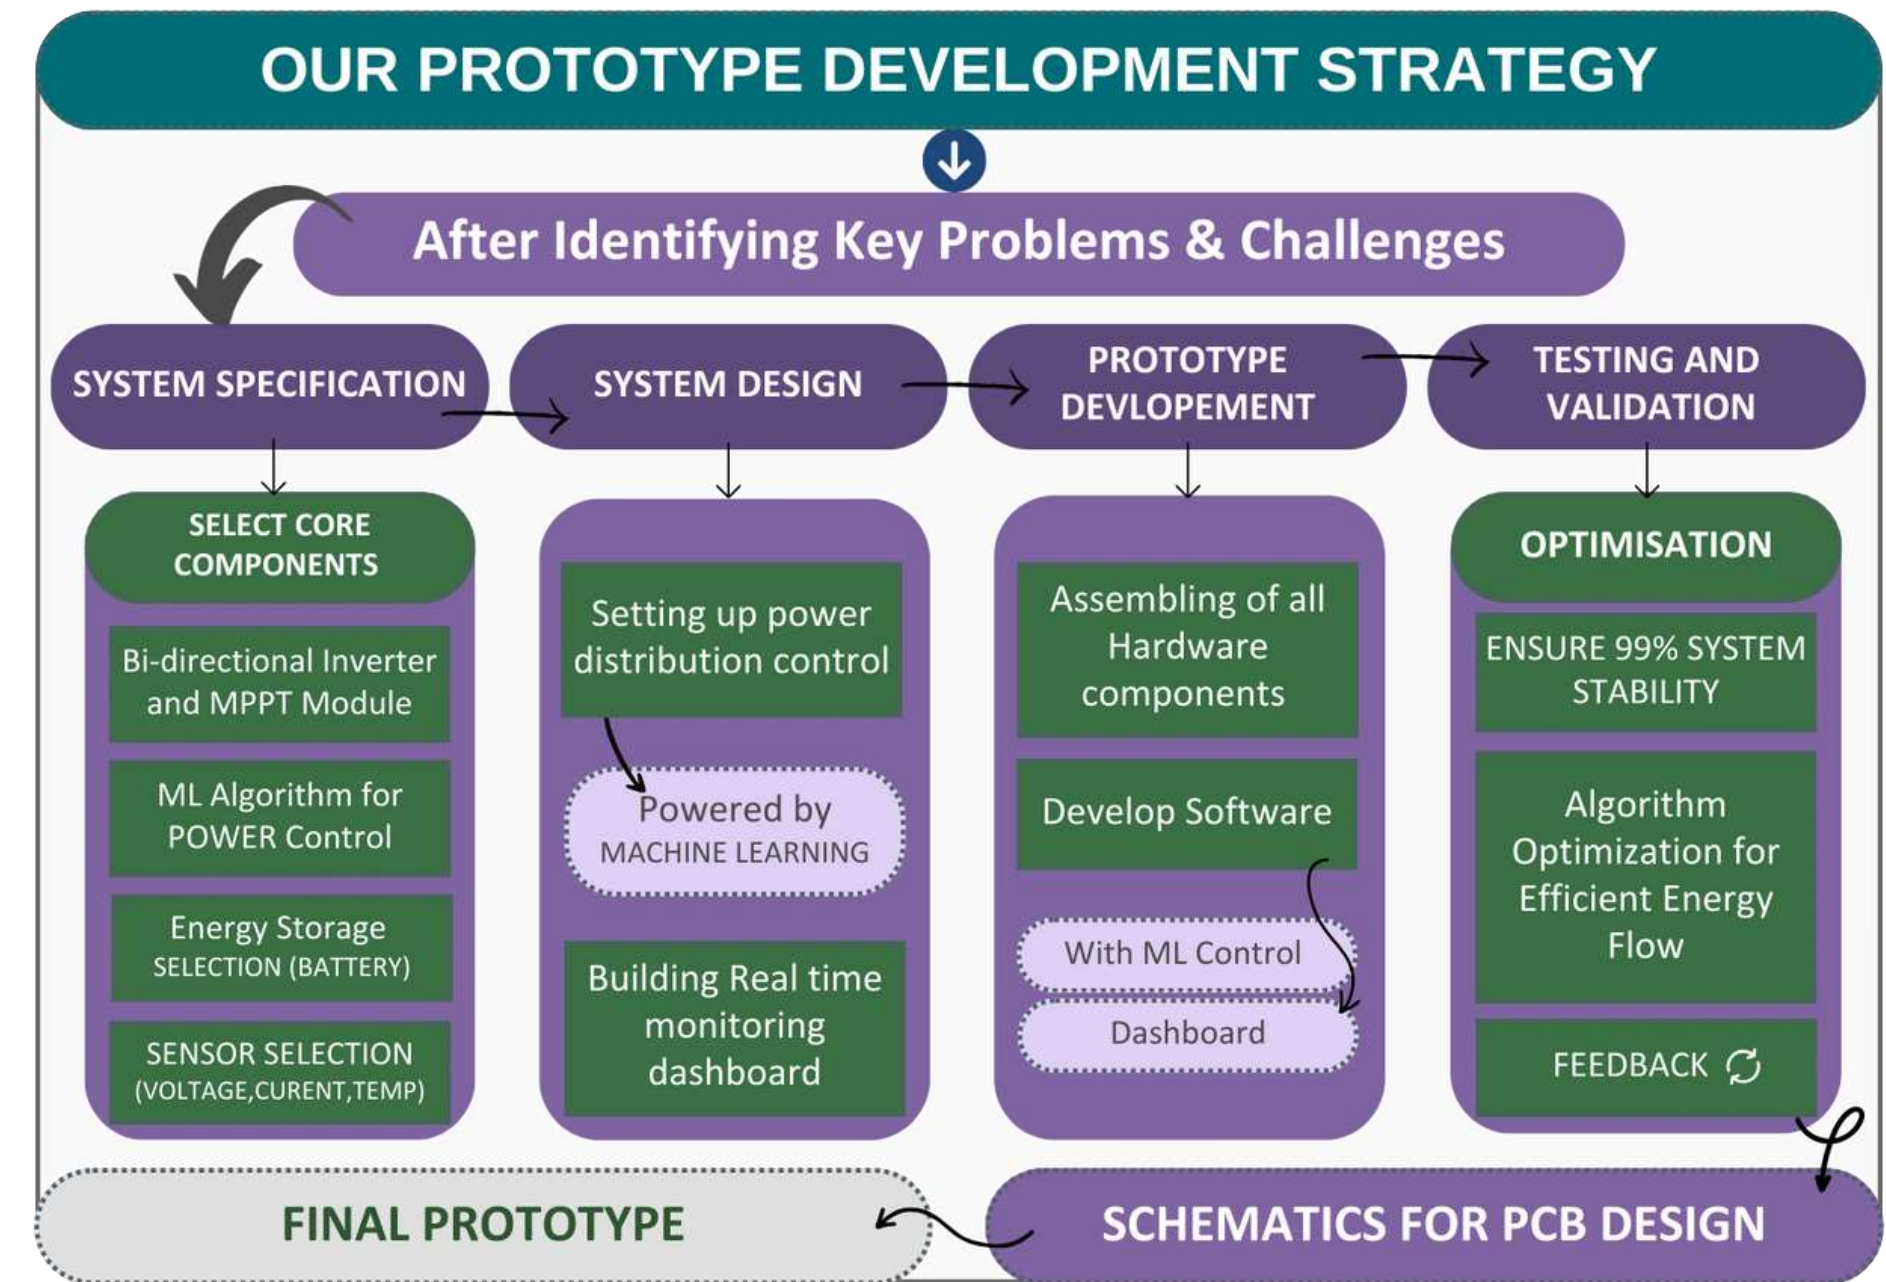 OUR PROTOTYPE DEVELOPMENT STRATEGY
After Identifying Key Problems & Challenges
SYSTEM SPECIFICATION
SYSTEM DESIGN
PROTOTYPE
DEVLOPEMENT
TESTING AND
VALIDATION
SELECT CORE
COMPONENTS
Bi-directional Inverter
and MPPT Module
ML Algorithm for
POWER Control
Energy Storage
SELECTION (BATTERY)
SENSOR SELECTION
(VOLTAGE,CURENT,TEMP)
Setting up power
distribution control
Powered by
MACHINE LEARNING
Building Real time
monitoring
dashboard
Assembling of all
Hardware
components
Develop Software
With ML Control
Dashboard
OPTIMISATION
ENSURE 99% SYSTEM
STABILITY
Algorithm
Optimization for
Efficient Energy
Flow
FEEDBACK
SCHEMATICS FOR PCB DESIGN
FINAL PROTOTYPE